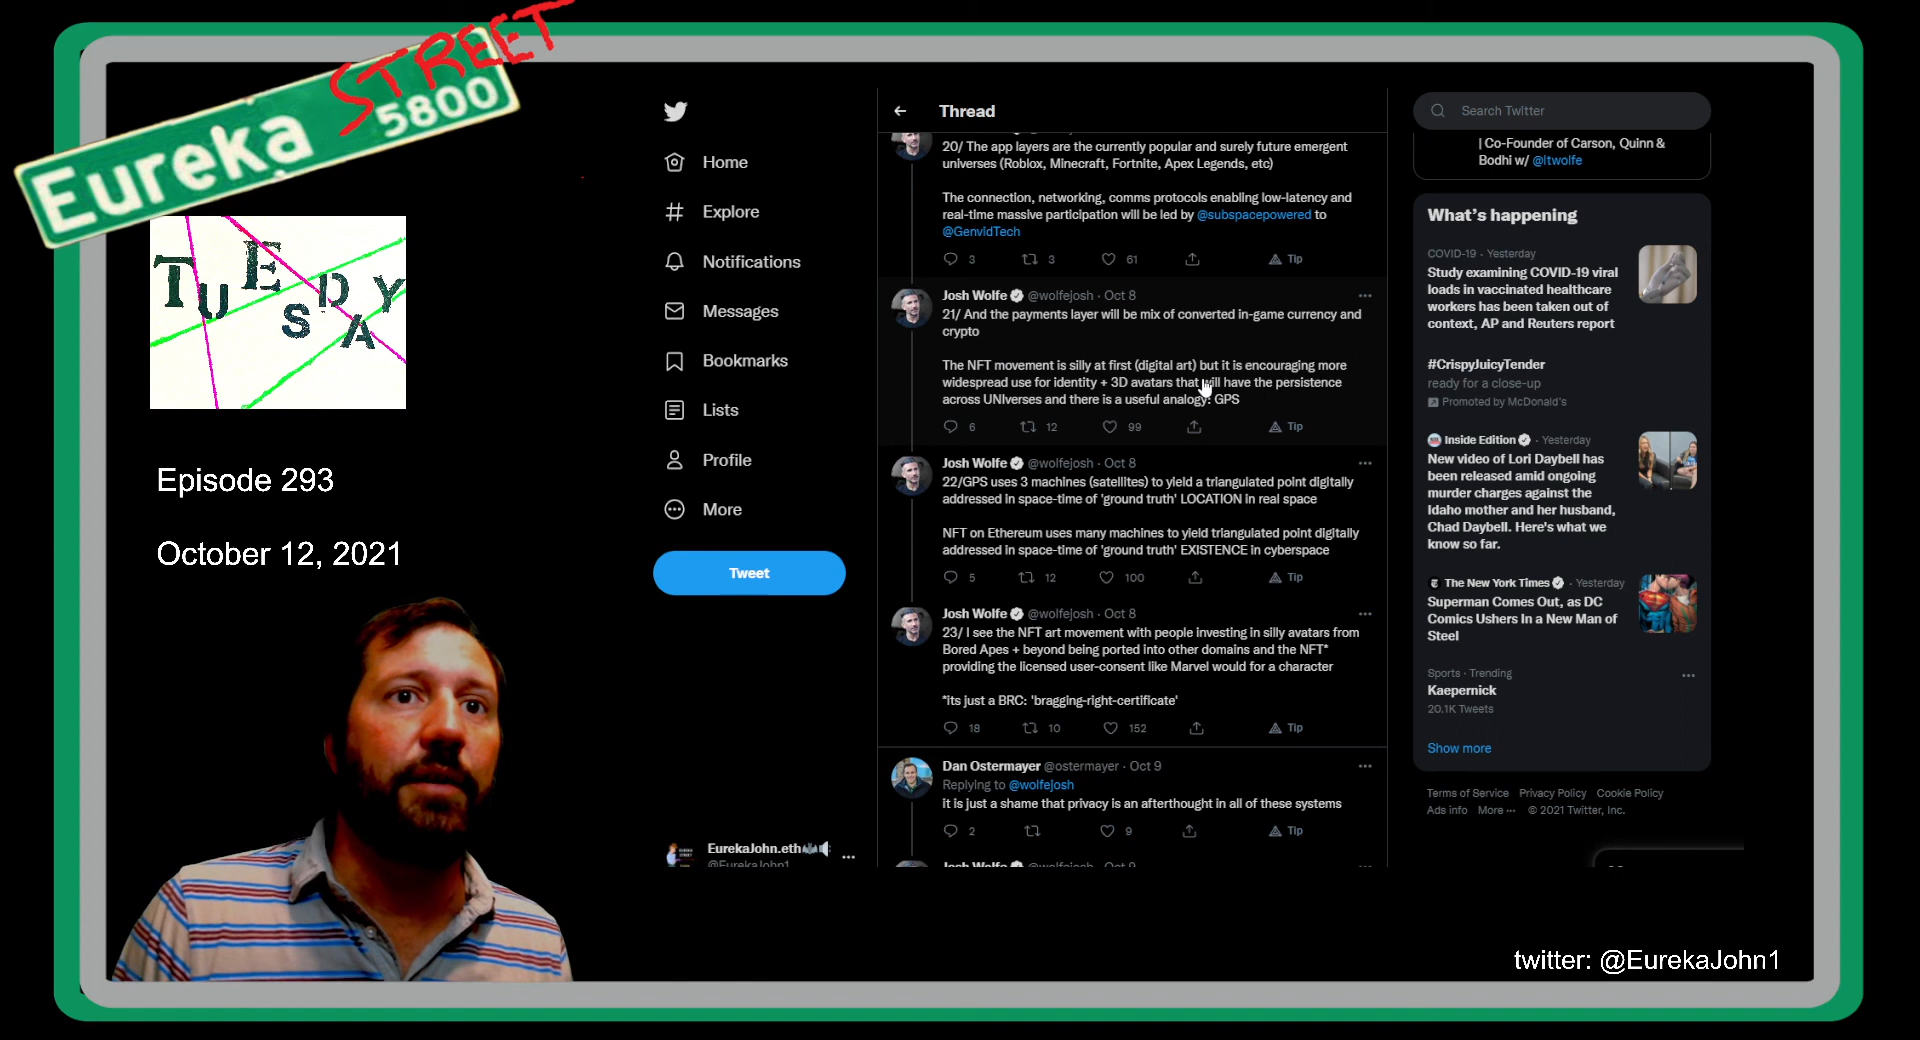 Eureka STREET
5800
TUESDAY
Episode 293
October 12, 2021
Home
Explore
Notifications
Messages
Bookmarks
Lists
Profile
More
Tweet
EurekaJohn.eth
@EurekaJohn1
Thread
20/ The app layers are the currently popular and surely future emergent
universes (Roblox, Minecraft, Fortnite, Apex Legends, etc)
The connection, networking, comms protocols enabling low-latency and
real-time massive participation will be led by @subspacepowered to
@GenvidTech
3 3 61 Tip
Josh Wolfe @wolfejosh · Oct 8
21/ And the payments layer will be mix of converted in-game currency and
crypto
The NFT movement is silly at first (digital art) but it is encouraging more
widespread use for identity + 3D avatars that will have the persistence
across UNIverses and there is a useful analogy: GPS
6 12 99 Tip
Josh Wolfe @wolfejosh · Oct 8
22/GPS uses 3 machines (satellites) to yield a triangulated point digitally
addressed in space-time of 'ground truth' LOCATION in real space
NFT on Ethereum uses many machines to yield triangulated point digitally
addressed in space-time of 'ground truth' EXISTENCE in cyberspace
5 12 100 Tip
Josh Wolfe @wolfejosh · Oct 8
23/ I see the NFT art movement with people investing in silly avatars from
Bored Apes + beyond being ported into other domains and the NFT*
providing the licensed user-consent like Marvel would for a character
*its just a BRC: 'bragging-right-certificate'
18 10 152 Tip
Dan Ostermayer @ostermayer · Oct 9
Replying to @wolfejosh
it is just a shame that privacy is an afterthought in all of these systems
2 9 Tip
Josh Wolfe @wolfejosh · Oct 9
Search Twitter
| Co-Founder of Carson, Quinn &
Bodhi w/ @ltwolfe
What's happening
COVID-19 · Yesterday
Study examining COVID-19 viral
loads in vaccinated healthcare
workers has been taken out of
context, AP and Reuters report
#CrispyJuicyTender
ready for a close-up
Promoted by McDonald's
Inside Edition · Yesterday
New video of Lori Daybell has
been released amid ongoing
murder charges against the
Idaho mother and her husband,
Chad Daybell. Here's what we
know so far.
The New York Times · Yesterday
Superman Comes Out, as DC
Comics Ushers In a New Man of
Steel
Sports · Trending
Kaepernick
20.1K Tweets
Show more
Terms of Service Privacy Policy Cookie Policy
Ads info More ··· © 2021 Twitter, Inc.
twitter: @EurekaJohn1